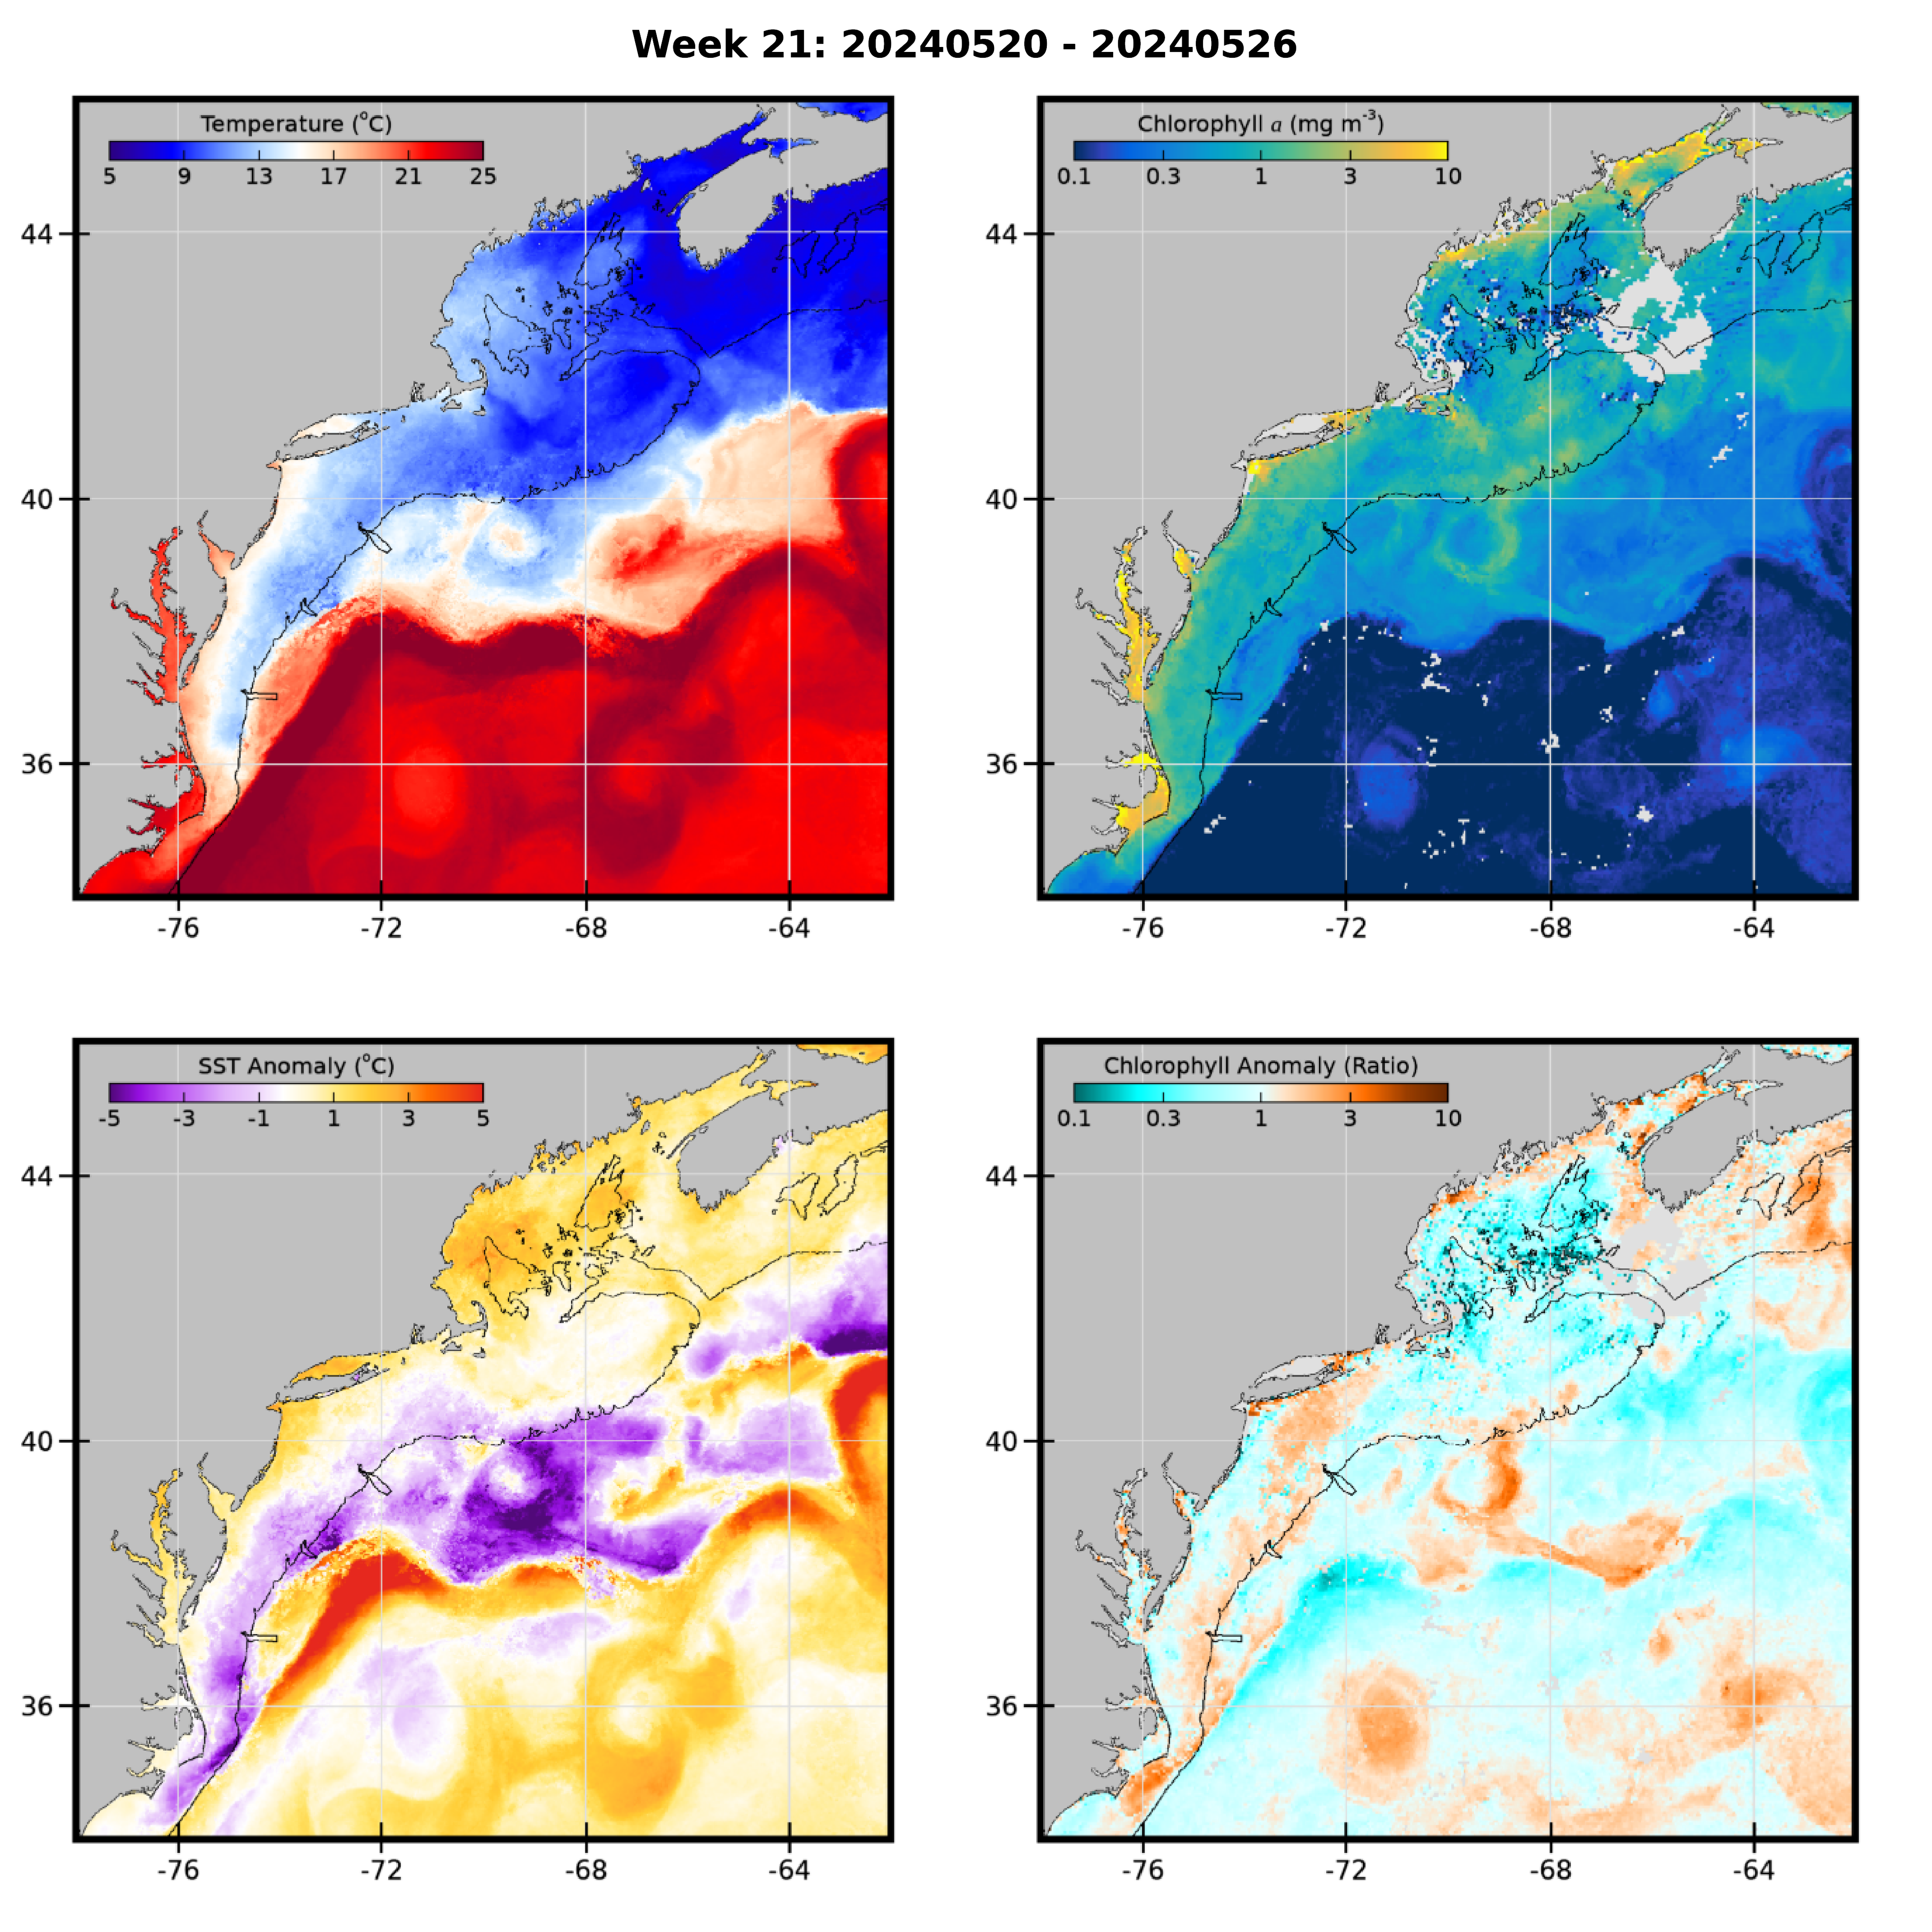 Week 21: 20240520 - 20240526
Temperature (°C)
5 9 13 17 21 25
44
40
36
-76 -72 -68 -64
Chlorophyll a (mg m⁻³)
0.1 0.3 1 3 10
44
40
36
-76 -72 -68 -64
SST Anomaly (°C)
-5 -3 -1 1 3 5
44
40
36
-76 -72 -68 -64
Chlorophyll Anomaly (Ratio)
0.1 0.3 1 3 10
44
40
36
-76 -72 -68 -64